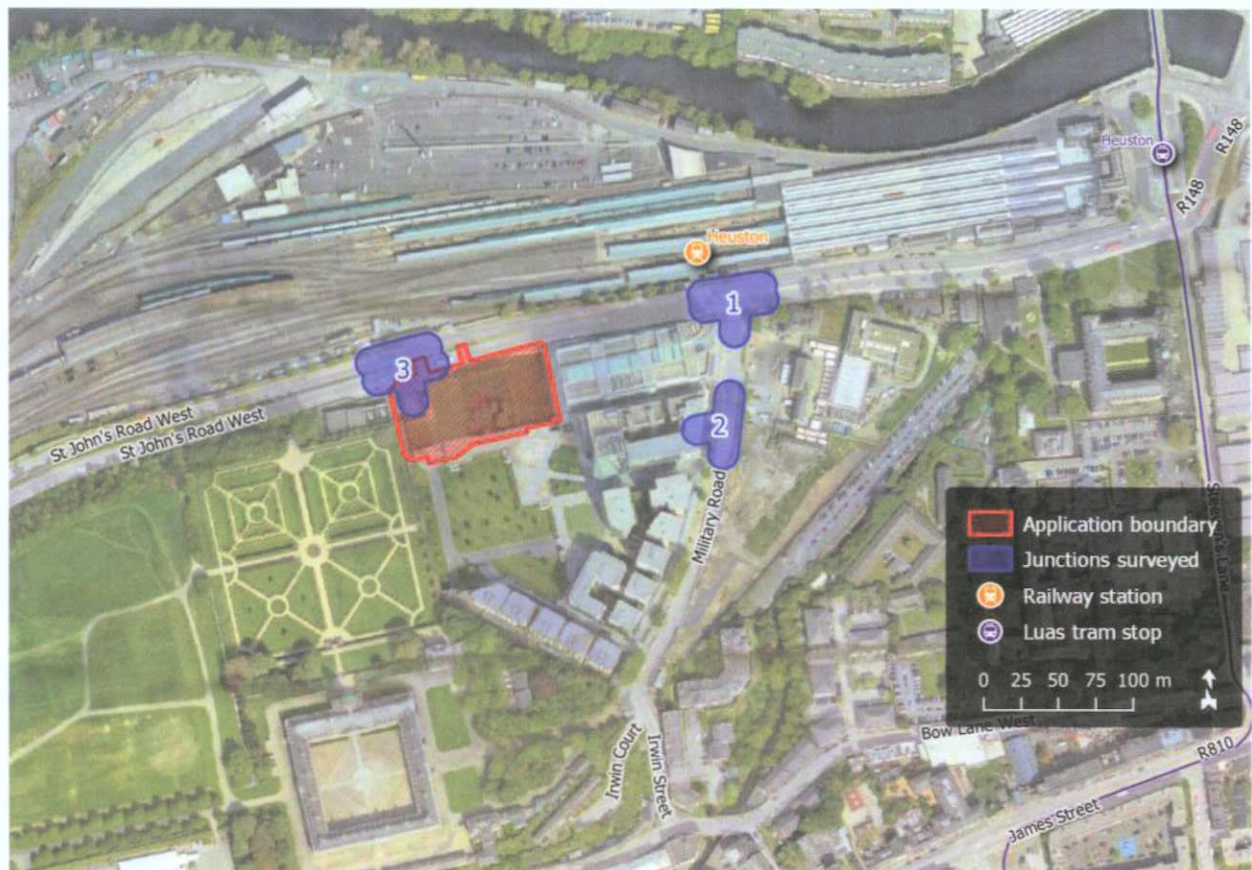 Heuston
R148
R148
Heuston
1
3
2
St John's Road West
St John's Road West
Military Road
Steeven's Lane
Application boundary
Junctions surveyed
Railway station
Luas tram stop
0 25 50 75 100 m
Bow Lane West
Irwin Court
Irwin Street
R810
James Street